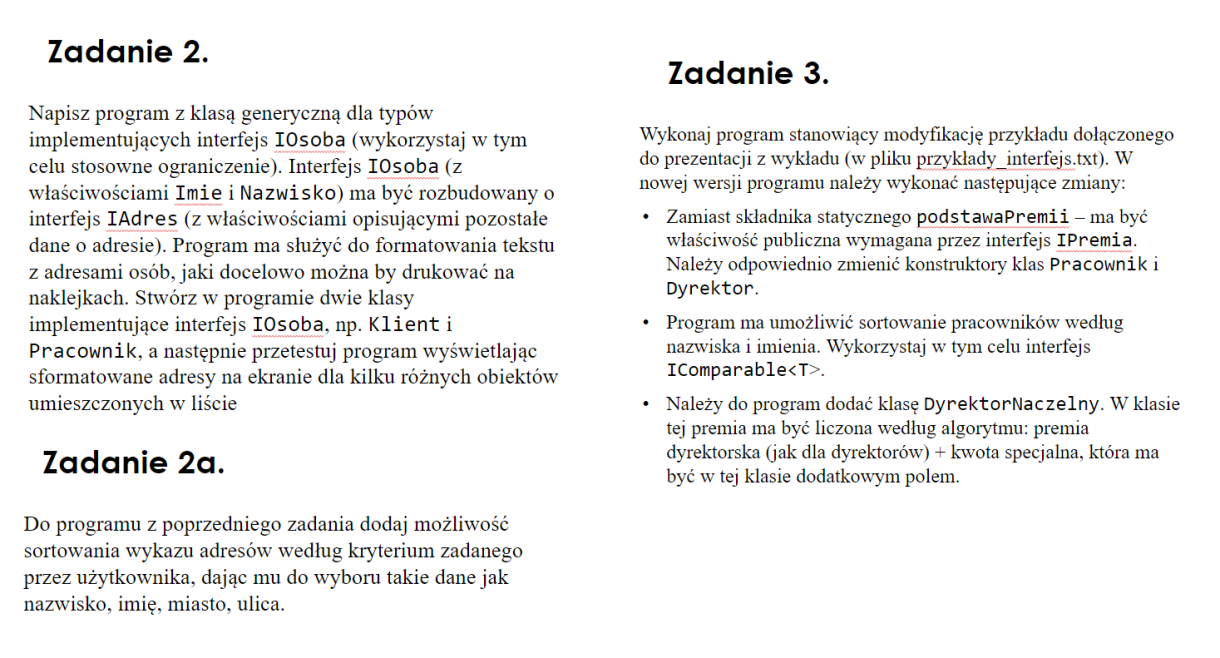 Zadanie 2.
Napisz program z klasą generyczną dla typów
implementujących interfejs IOsoba (wykorzystaj w tym
celu stosowne ograniczenie). Interfejs IOsoba (z
właściwościami Imie i Nazwisko) ma być rozbudowany o
interfejs IAdres (z właściwościami opisującymi pozostałe
dane o adresie). Program ma służyć do formatowania tekstu
z adresami osób, jaki docelowo można by drukować na
naklejkach. Stwórz w programie dwie klasy
implementujące interfejs IOsoba, np. Klient i
Pracownik, a następnie przetestuj program wyświetlając
sformatowane adresy na ekranie dla kilku różnych obiektów
umieszczonych w liście
Zadanie 2a.
Do programu z poprzedniego zadania dodaj możliwość
sortowania wykazu adresów według kryterium zadanego
przez użytkownika, dając mu do wyboru takie dane jak
nazwisko, imię, miasto, ulica.
Zadanie 3.
Wykonaj program stanowiący modyfikację przykładu dołączonego
do prezentacji z wykładu (w pliku przykłady_interfejs.txt). W
nowej wersji programu należy wykonać następujące zmiany:
• Zamiast składnika statycznego podstawaPremii – ma być
właściwość publiczna wymagana przez interfejs IPremia.
Należy odpowiednio zmienić konstruktory klas Pracownik i
Dyrektor.
• Program ma umożliwić sortowanie pracowników według
nazwiska i imienia. Wykorzystaj w tym celu interfejs
IComparable<T>.
• Należy do program dodać klasę DyrektorNaczelny. W klasie
tej premia ma być liczona według algorytmu: premia
dyrektorska (jak dla dyrektorów) + kwota specjalna, która ma
być w tej klasie dodatkowym polem.